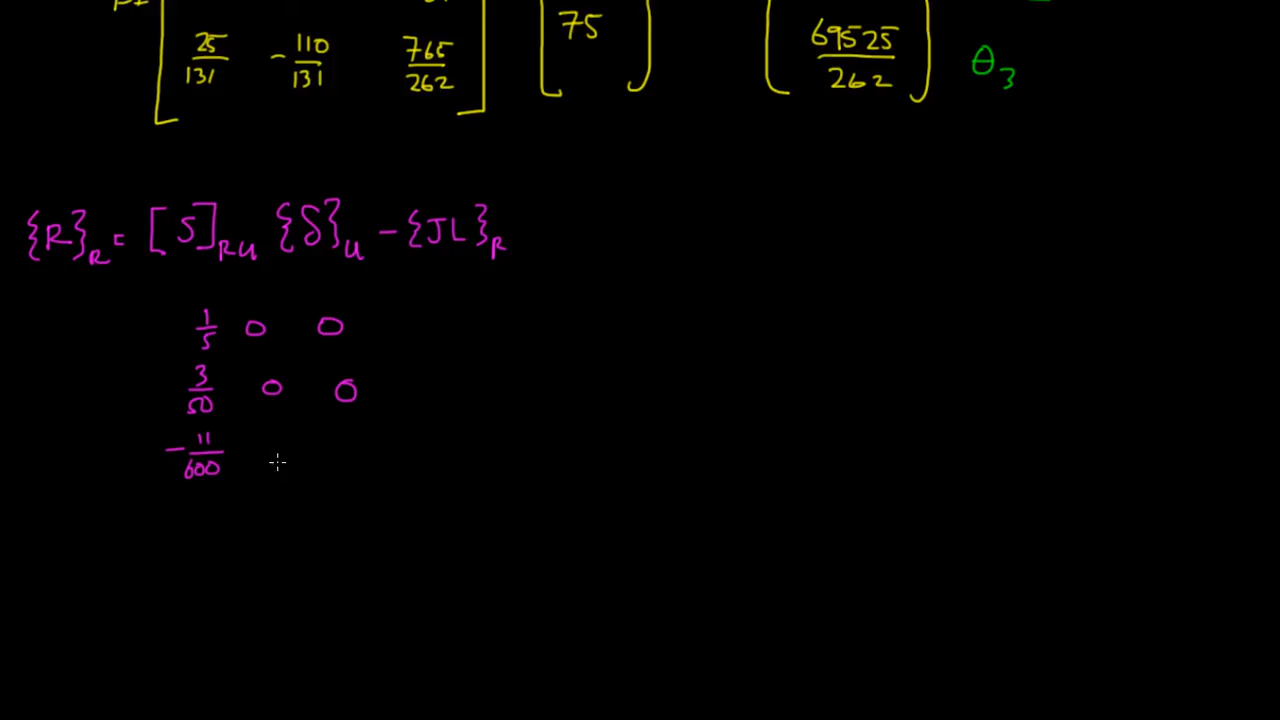 75 69525/262
25/131 -110/131 765/262 θ3
{R}R = [S]RU {δ}U - {JL}R
1/5 0 0
3/50 0 0
-11/600